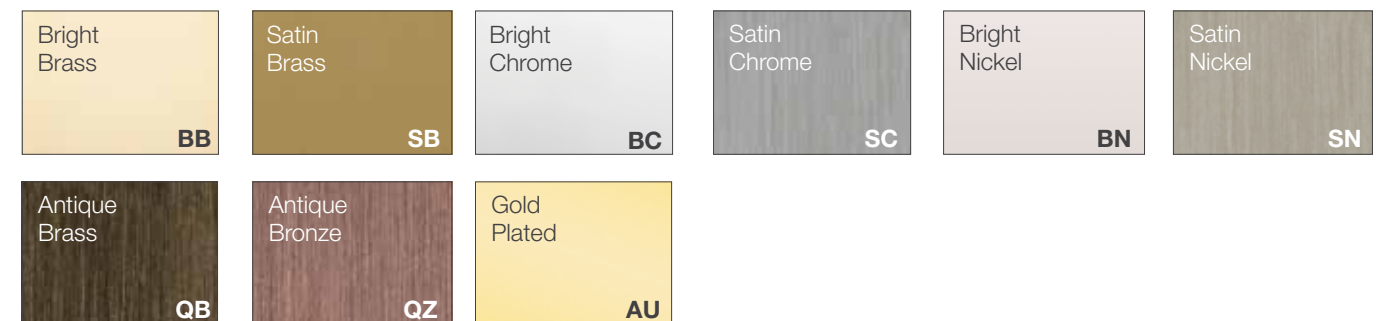 Bright
Brass
BB
Satin
Brass
SB
Bright
Chrome
BC
Satin
Chrome
SC
Bright
Nickel
BN
Satin
Nickel
SN
Antique
Brass
QB
Antique
Bronze
QZ
Gold
Plated
AU